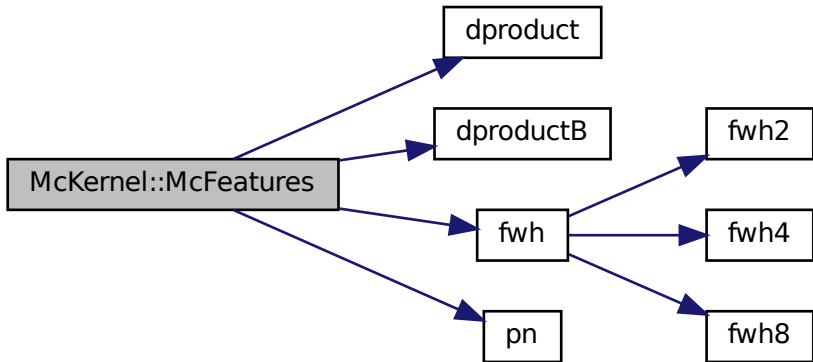 McKernel::McFeatures
dproduct
dproductB
fwh
pn
fwh2
fwh4
fwh8